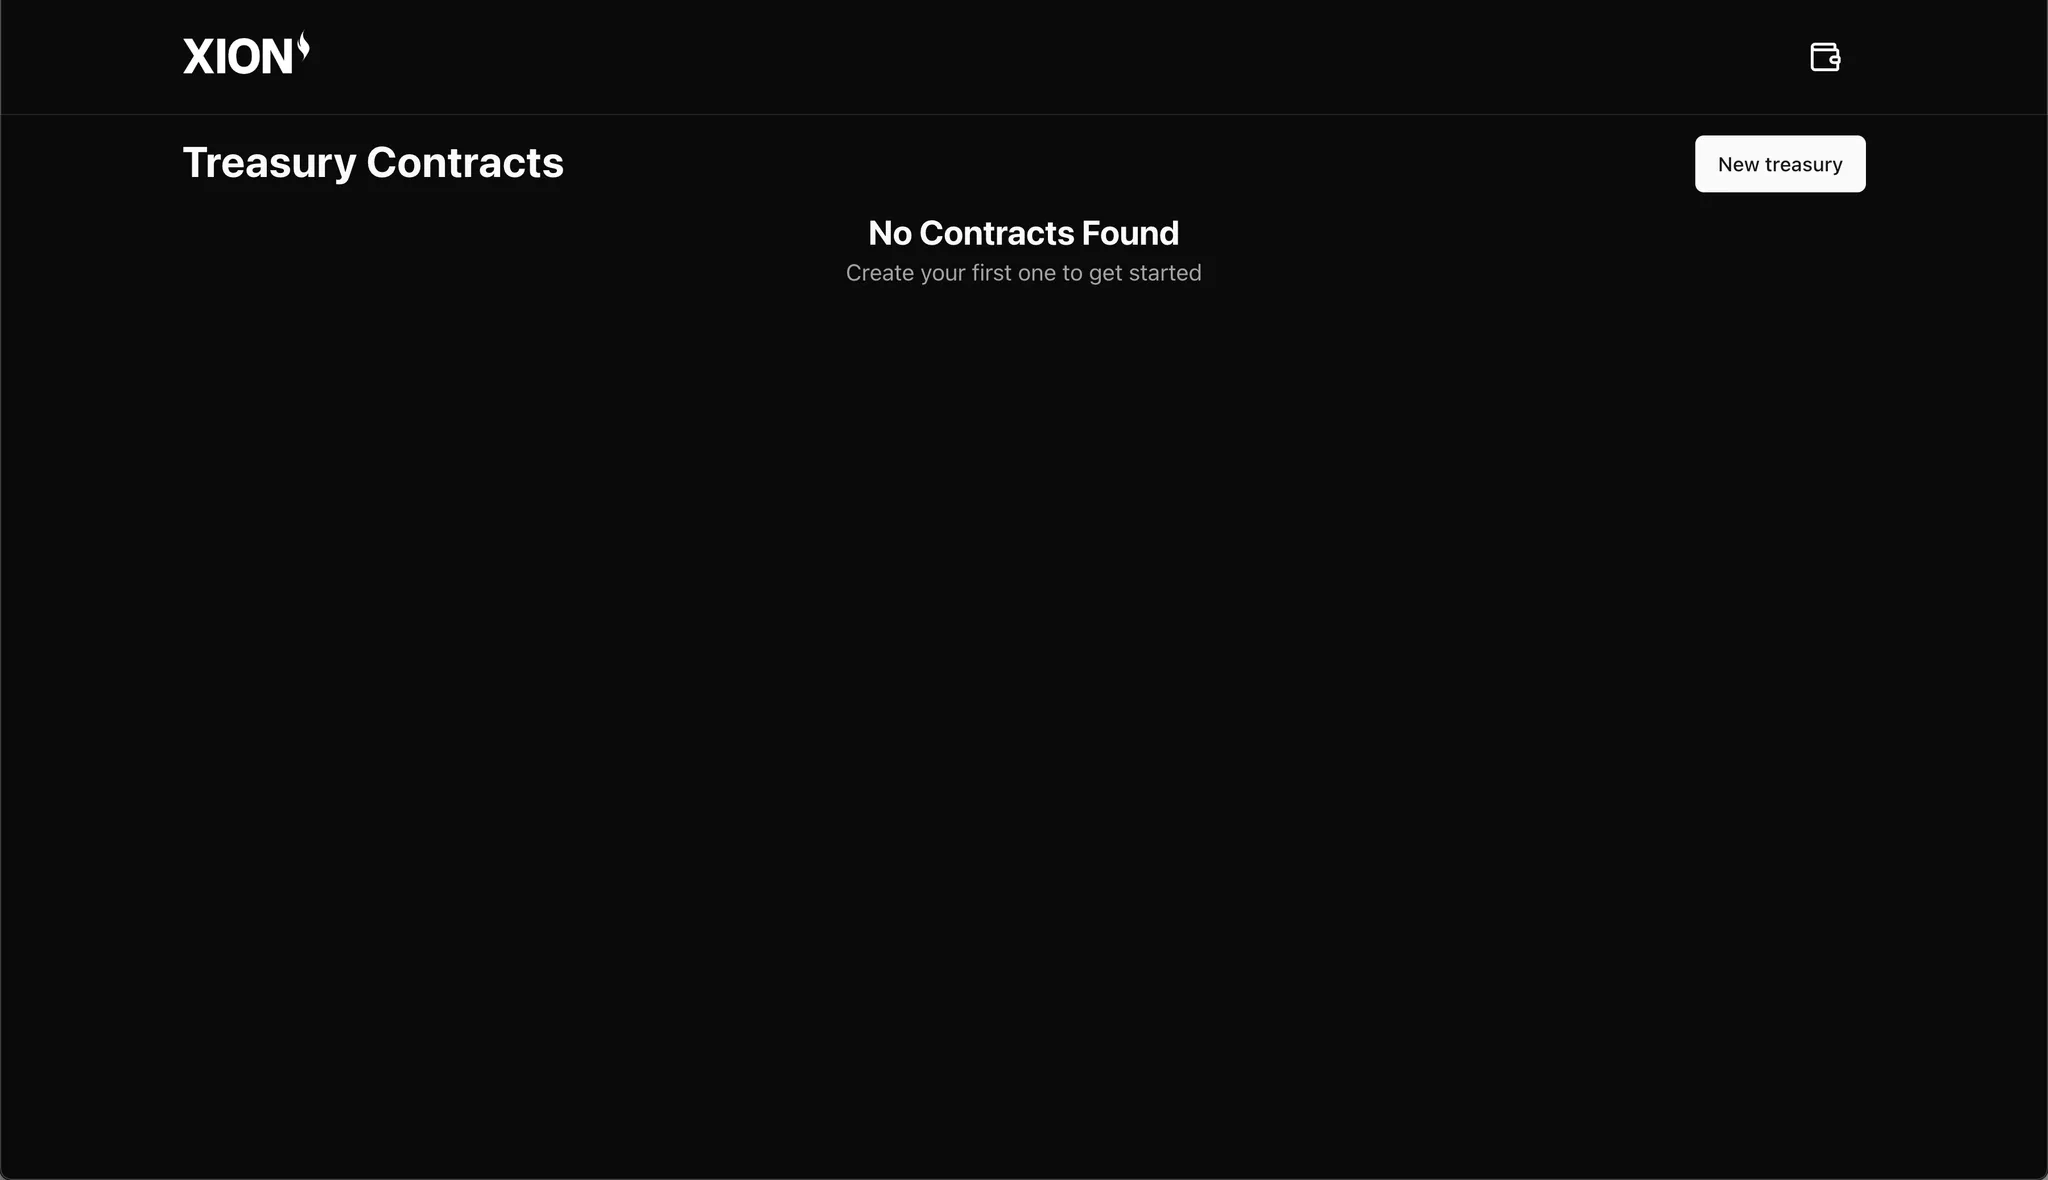 XION
Treasury Contracts
New treasury
No Contracts Found
Create your first one to get started